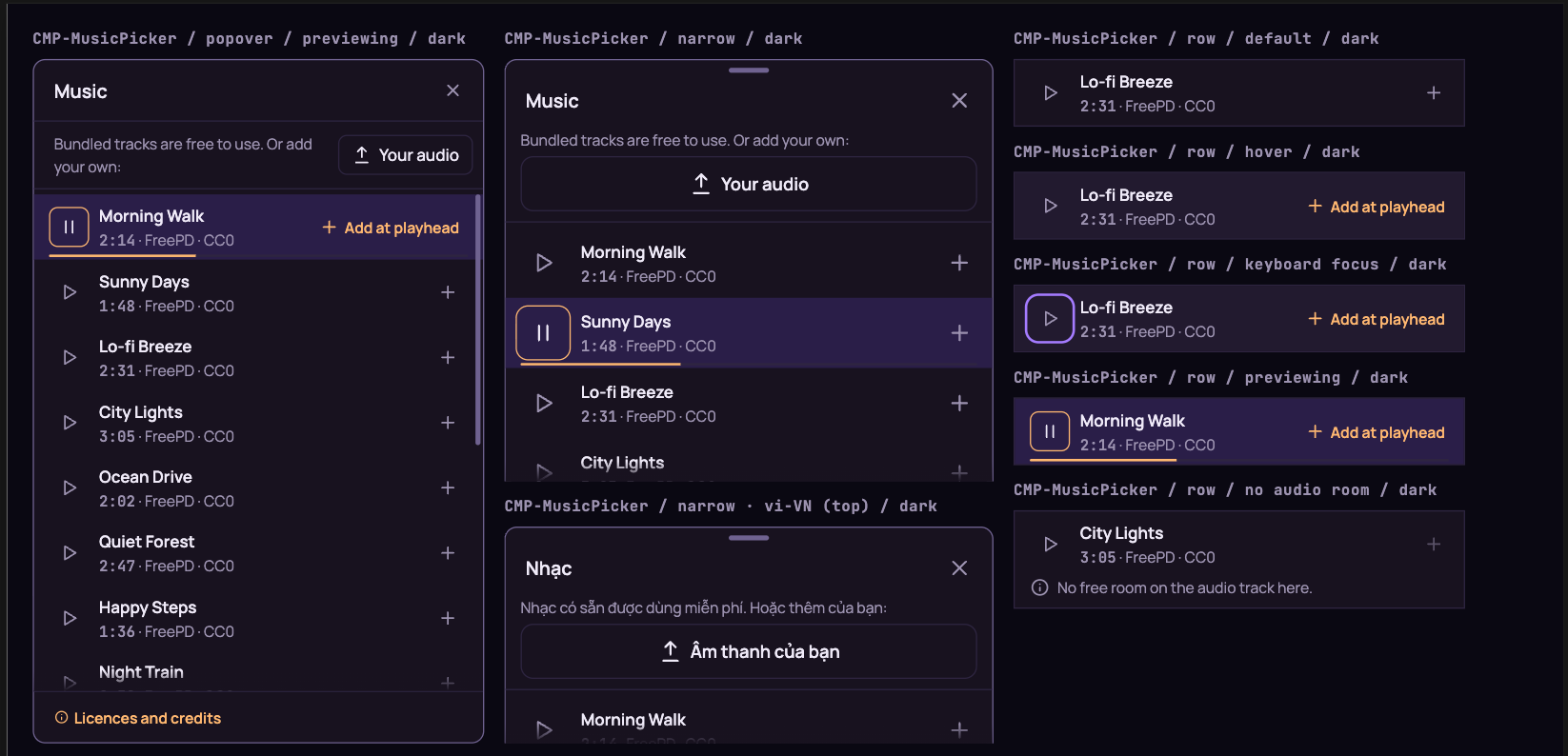 CMP-MusicPicker / popover / previewing / dark
Music
Bundled tracks are free to use. Or add
your own:
Your audio
Morning Walk
2:14 · FreePD · CC0
Add at playhead
Sunny Days
1:48 · FreePD · CC0
Lo-fi Breeze
2:31 · FreePD · CC0
City Lights
3:05 · FreePD · CC0
Ocean Drive
2:02 · FreePD · CC0
Quiet Forest
2:47 · FreePD · CC0
Happy Steps
1:36 · FreePD · CC0
Night Train
Licences and credits
CMP-MusicPicker / narrow / dark
Music
Bundled tracks are free to use. Or add your own:
Your audio
Morning Walk
2:14 · FreePD · CC0
Sunny Days
1:48 · FreePD · CC0
Lo-fi Breeze
2:31 · FreePD · CC0
City Lights
CMP-MusicPicker / narrow · vi-VN (top) / dark
Nhạc
Nhạc có sẵn được dùng miễn phí. Hoặc thêm của bạn:
Âm thanh của bạn
Morning Walk
CMP-MusicPicker / row / default / dark
Lo-fi Breeze
2:31 · FreePD · CC0
CMP-MusicPicker / row / hover / dark
Lo-fi Breeze
2:31 · FreePD · CC0
Add at playhead
CMP-MusicPicker / row / keyboard focus / dark
Lo-fi Breeze
2:31 · FreePD · CC0
Add at playhead
CMP-MusicPicker / row / previewing / dark
Morning Walk
2:14 · FreePD · CC0
Add at playhead
CMP-MusicPicker / row / no audio room / dark
City Lights
3:05 · FreePD · CC0
No free room on the audio track here.